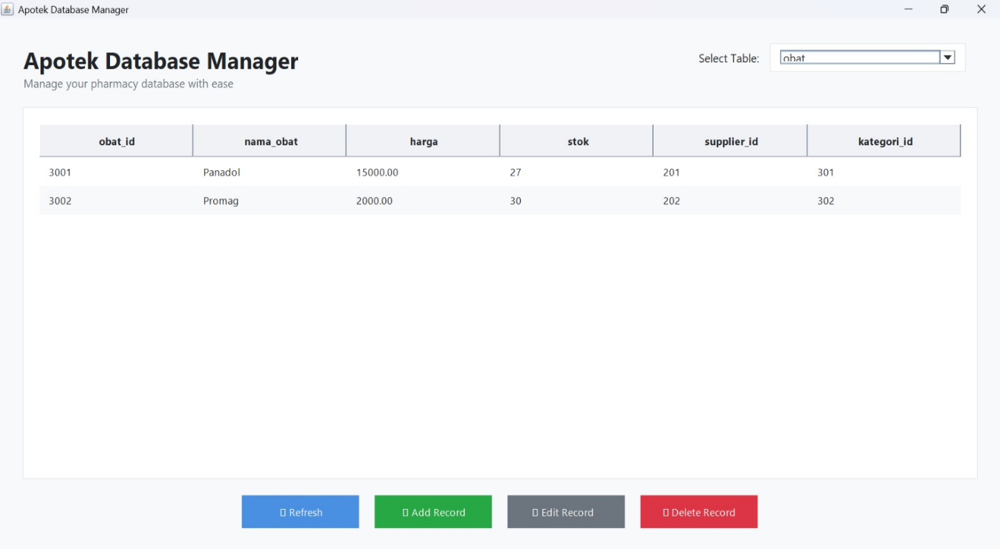 Apotek Database Manager
Apotek Database Manager
Manage your pharmacy database with ease
Select Table: obat
obat_id nama_obat harga stok supplier_id kategori_id
3001 Panadol 15000.00 27 201 301
3002 Promag 2000.00 30 202 302
▯ Refresh ▯ Add Record ▯ Edit Record ▯ Delete Record